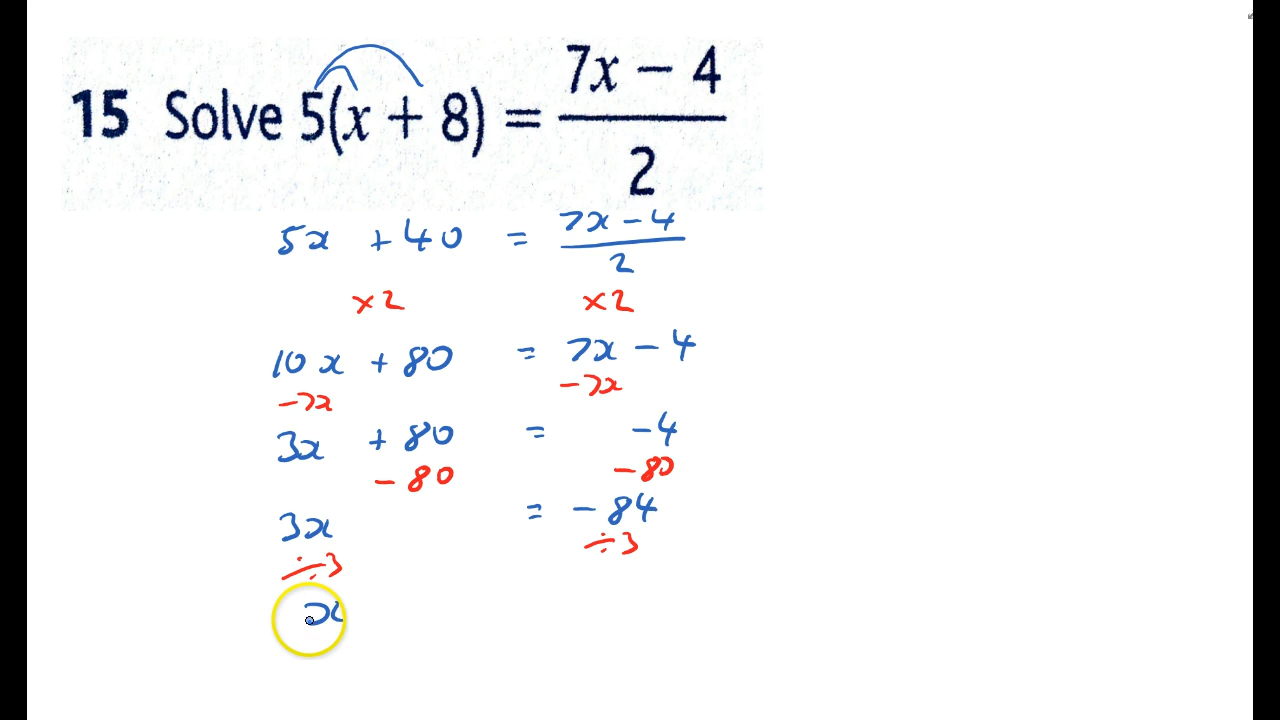 15 Solve 5(x + 8) = (7x − 4)/2
5x + 40 = (7x − 4)/2
×2 ×2
10x + 80 = 7x − 4
−7x −7x
3x + 80 = −4
−80 −80
3x = −84
÷3 ÷3
x